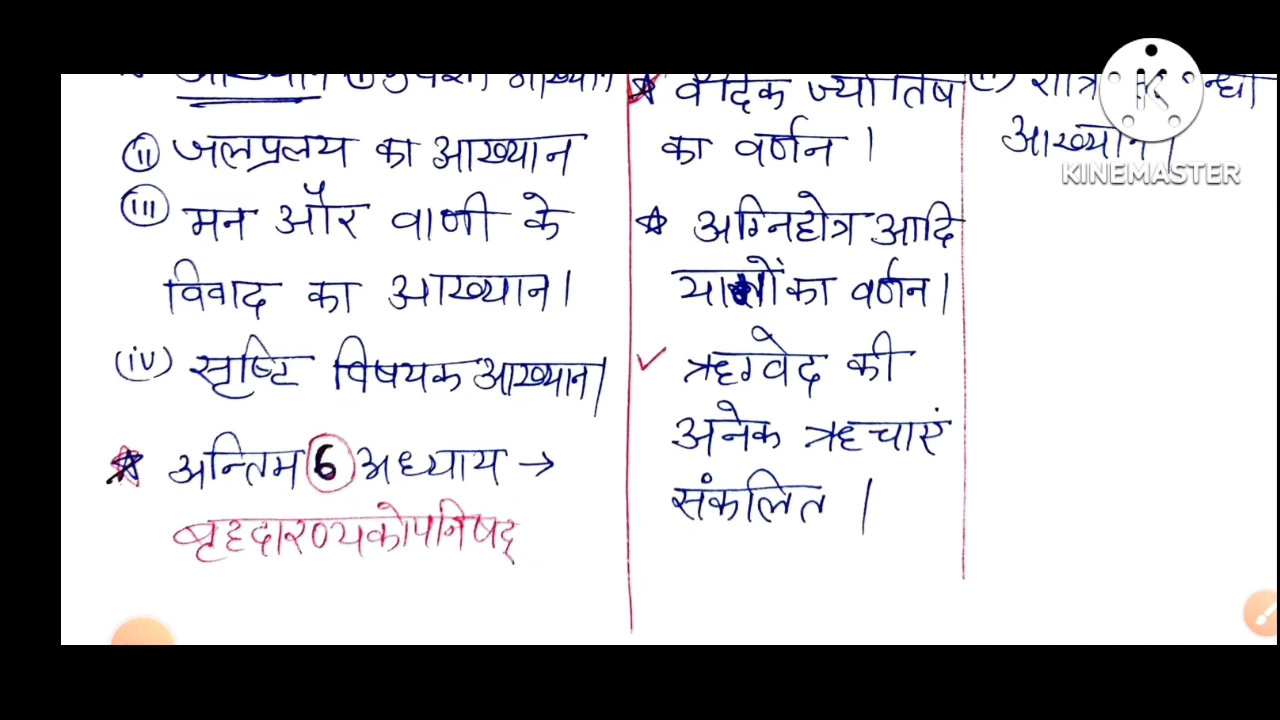 आख्यान
(ii) जलप्रलय का आख्यान
(iii) मन और वाणी के
विवाद का आख्यान।
(iv) सृष्टि विषयक आख्यान।
★ अन्तिम 6 अध्याय →
बृहदारण्यकोपनिषद्
★ वैदिक ज्योतिष
का वर्णन ।
★ अग्निहोत्र आदि
का वर्णन।
✓ ऋग्वेद की
अनेक ऋचाएं
संकलित ।
आख्यान।
KINEMASTER